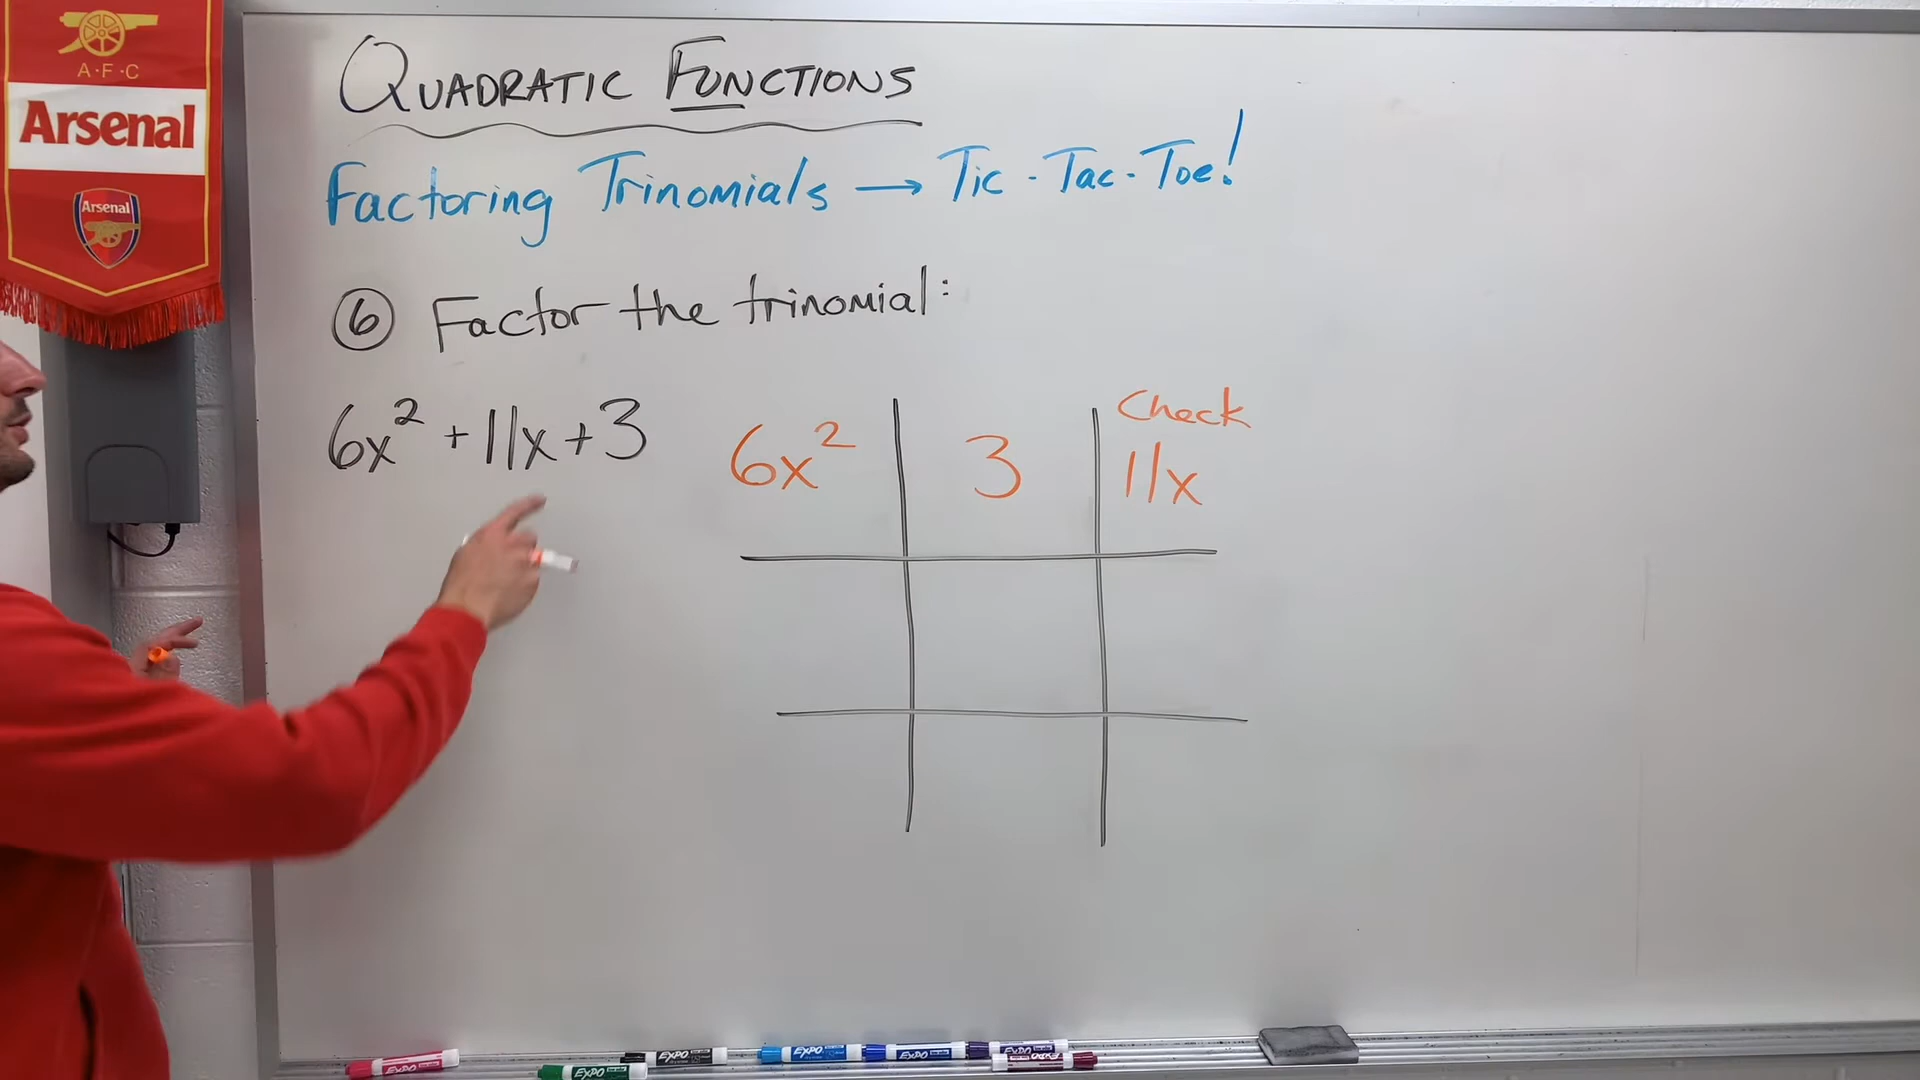 A·F·C
Arsenal
Arsenal
QUADRATIC FUNCTIONS
Factoring Trinomials → Tic-Tac-Toe!
⑥ Factor the trinomial:
6x² + 11x + 3
Check
6x² 3 11x
EXPO
EXPO
EXPO
EXPO
EXPO
EXPO
EXPO